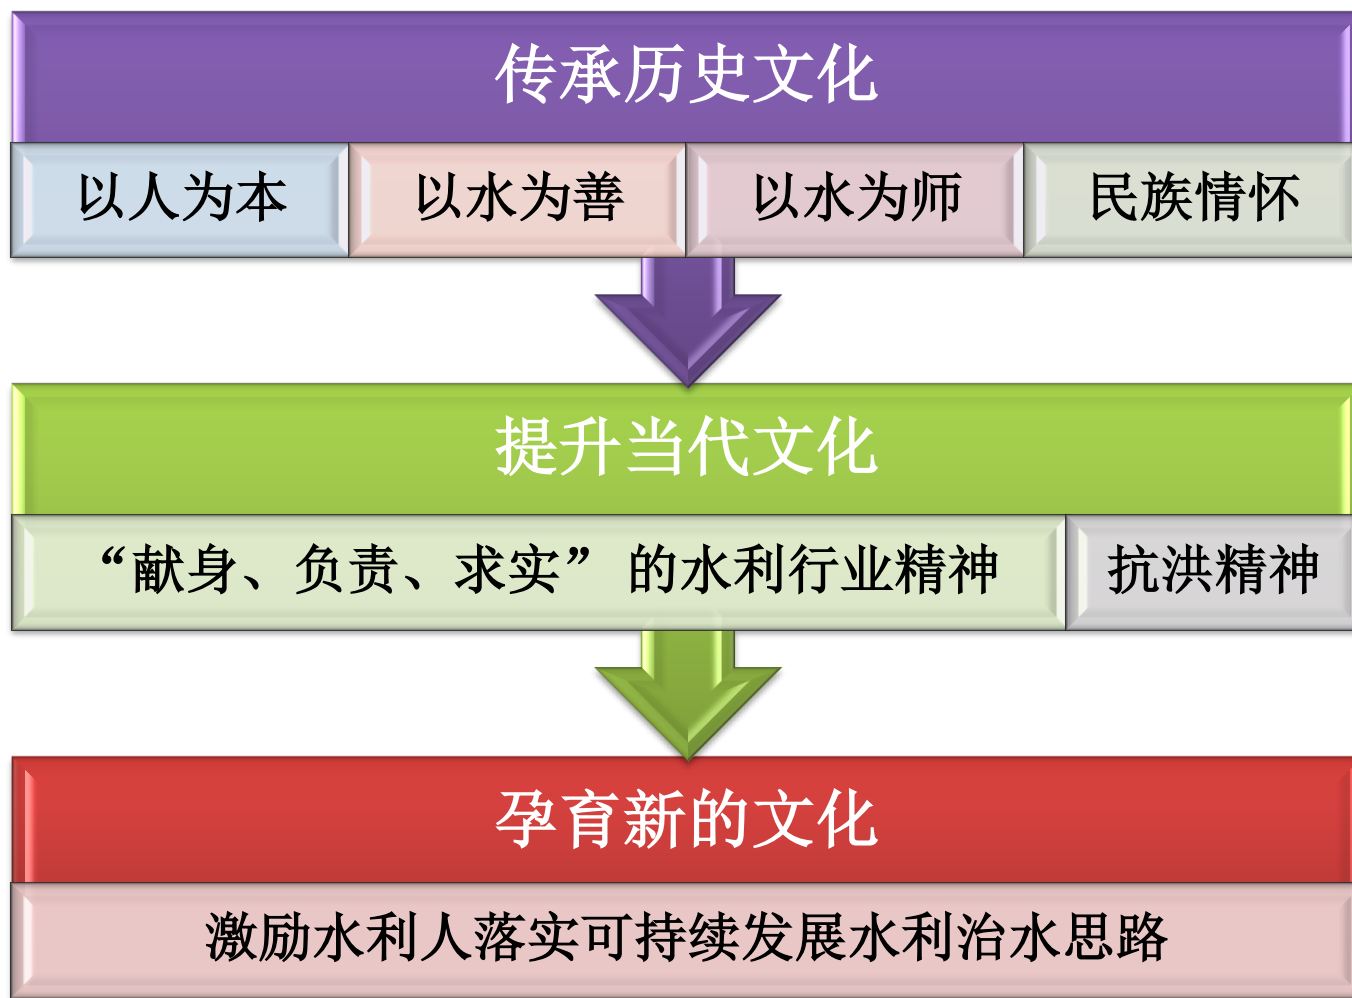 传承历史文化
以人为本 以水为善 以水为师 民族情怀
提升当代文化
“献身、负责、求实”的水利行业精神 抗洪精神
孕育新的文化
激励水利人落实可持续发展水利治水思路